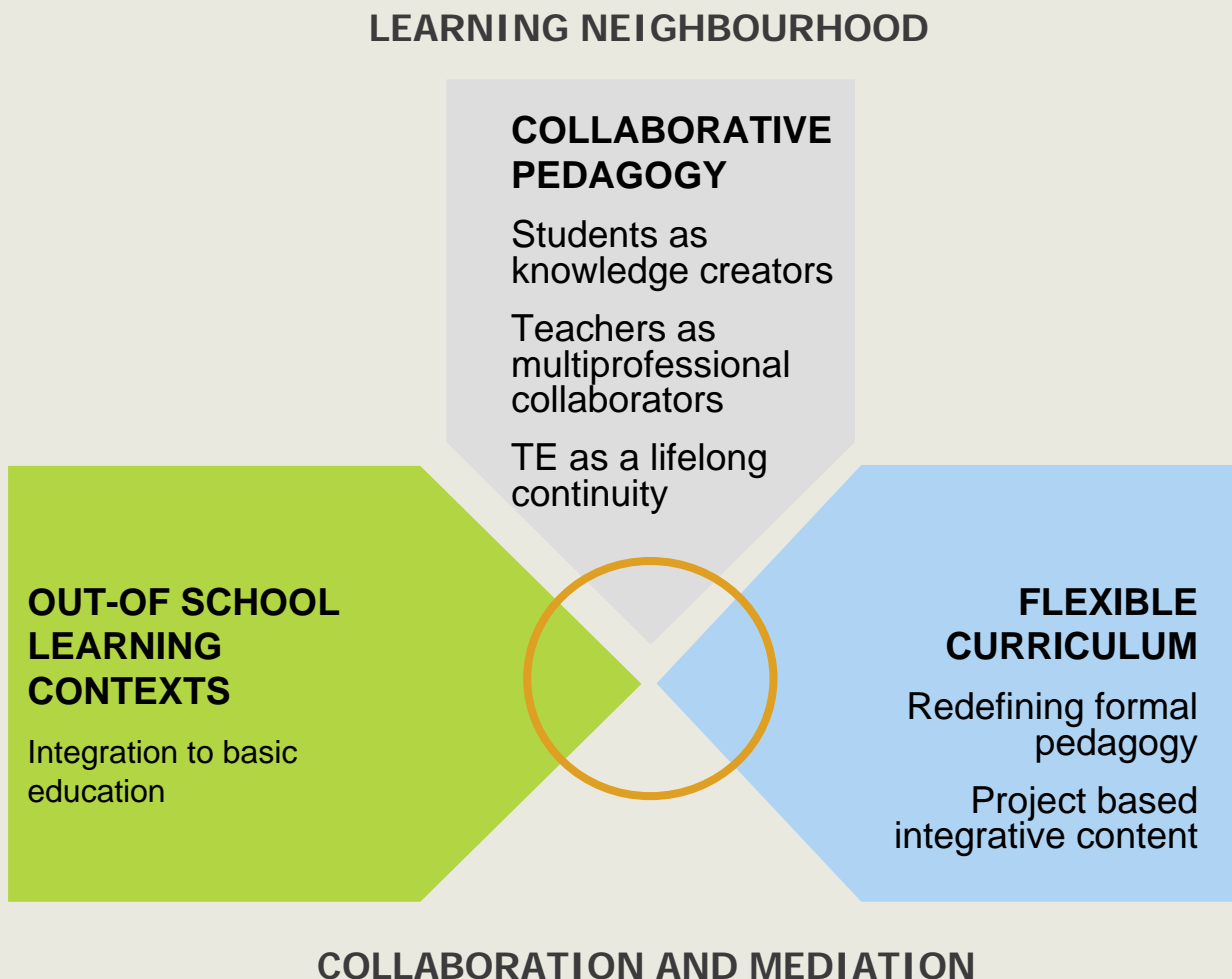 LEARNING NEIGHBOURHOOD
COLLABORATIVE
PEDAGOGY
Students as
knowledge creators
Teachers as
multiprofessional
collaborators
TE as a lifelong
continuity
OUT-OF SCHOOL
LEARNING
CONTEXTS
Integration to basic
education
FLEXIBLE
CURRICULUM
Redefining formal
pedagogy
Project based
integrative content
COLLABORATION AND MEDIATION